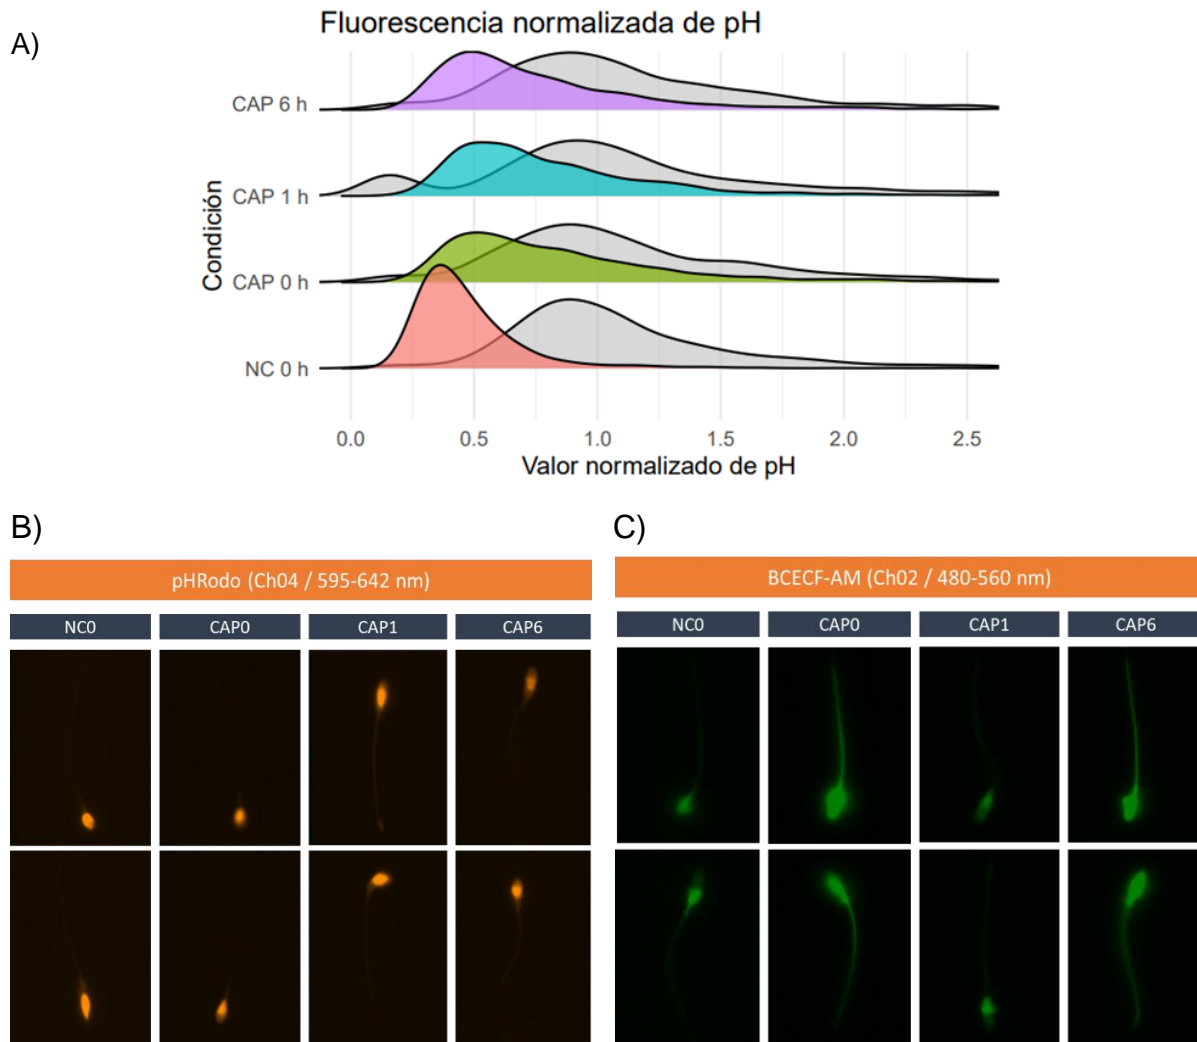 A)
Fluorescencia normalizada de pH
Condición
CAP 6 h
CAP 1 h
CAP 0 h
NC 0 h
0.0 0.5 1.0 1.5 2.0 2.5
Valor normalizado de pH
B)
pHRodo (Ch04 / 595-642 nm)
NC0 CAP0 CAP1 CAP6
C)
BCECF-AM (Ch02 / 480-560 nm)
NC0 CAP0 CAP1 CAP6